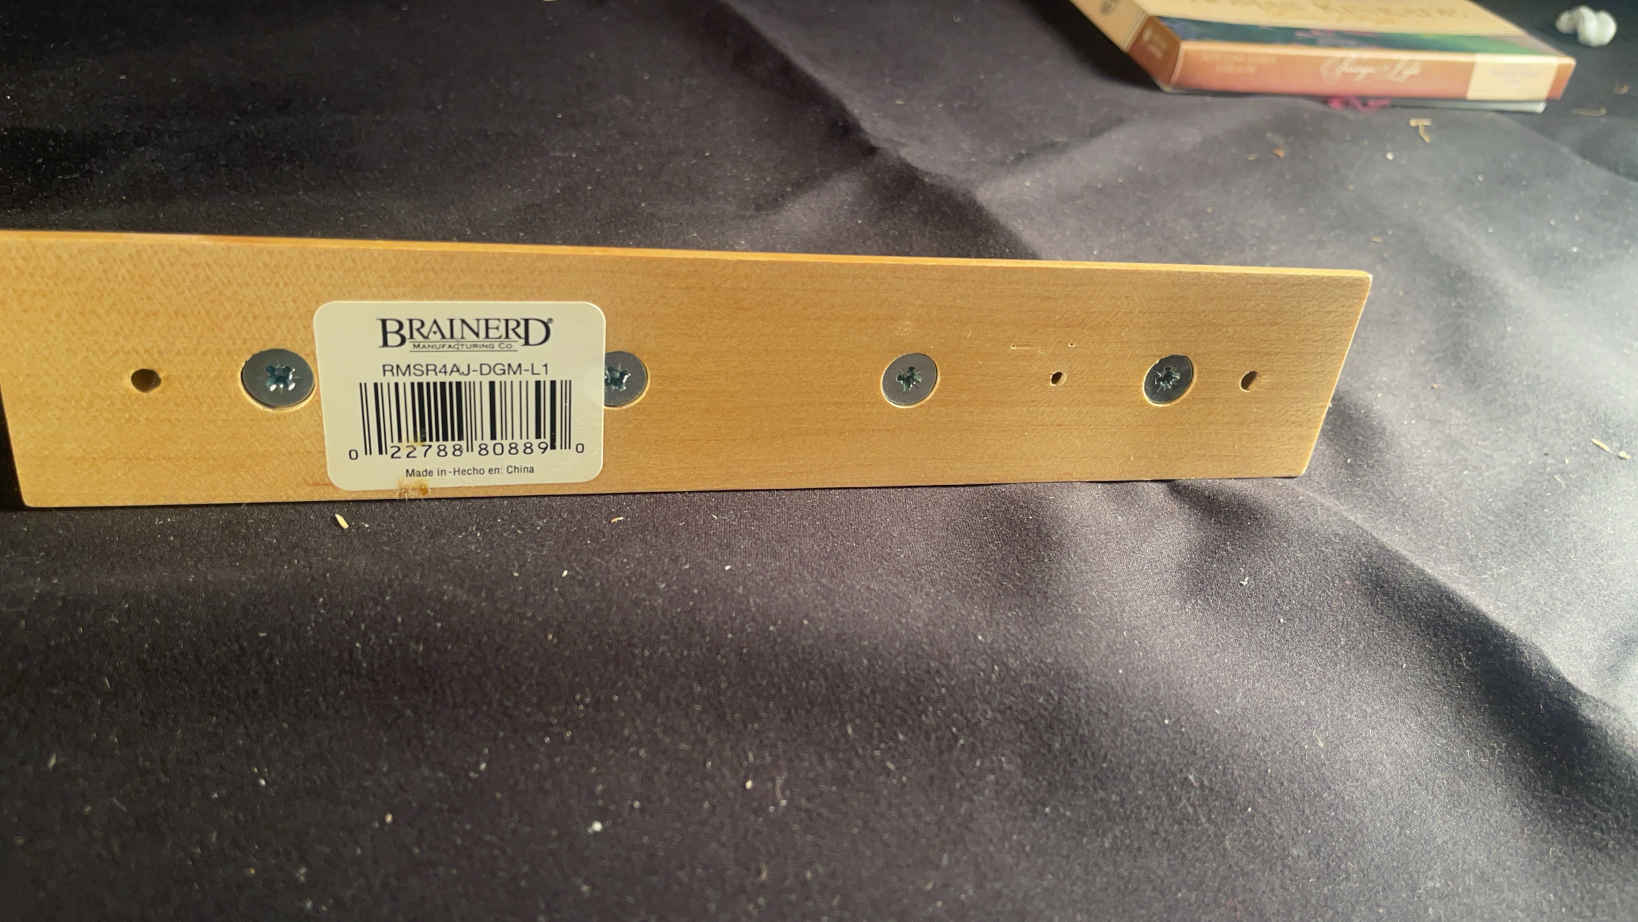 BRAINERD®
MANUFACTURING CO.
RMSR4AJ-DGM-L1
0 22788 80889 0
Made in - Hecho en: China